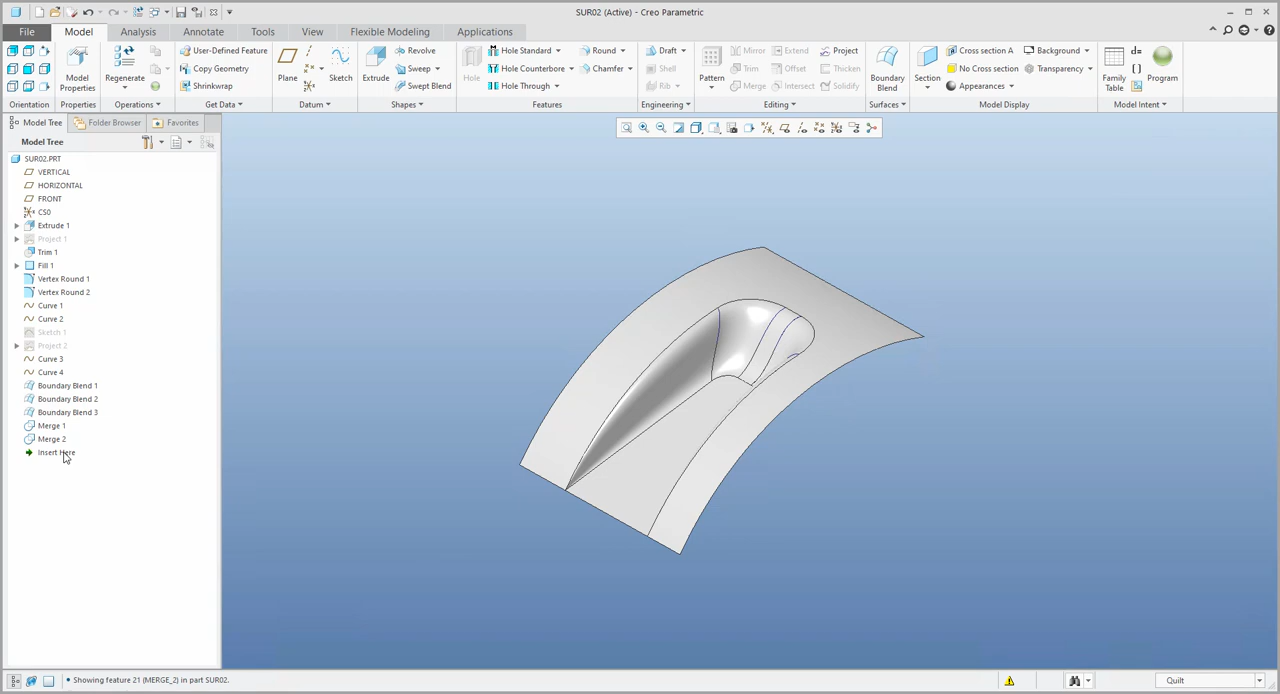 SUR02 (Active) - Creo Parametric
File Model Analysis Annotate Tools View Flexible Modeling Applications
Model Properties
Regenerate
User-Defined Feature
Copy Geometry
Shrinkwrap
Plane
Sketch
Extrude
Revolve
Sweep
Swept Blend
Hole
Hole Standard
Hole Counterbore
Hole Through
Round
Chamfer
Draft
Shell
Rib
Pattern
Mirror
Extend
Project
Trim
Offset
Thicken
Merge
Intersect
Solidify
Boundary Blend
Section
Cross section A
No Cross section
Appearances
Background
Transparency
Family Table
d=
Program
Orientation Properties Operations Get Data Datum Shapes Features Engineering Editing Surfaces Model Display Model Intent
Model Tree Folder Browser Favorites
Model Tree
SUR02.PRT
VERTICAL
HORIZONTAL
FRONT
CS0
Extrude 1
Project 1
Trim 1
Fill 1
Vertex Round 1
Vertex Round 2
Curve 1
Curve 2
Sketch 1
Project 2
Curve 3
Curve 4
Boundary Blend 1
Boundary Blend 2
Boundary Blend 3
Merge 1
Merge 2
Insert Here
Showing feature 21 (MERGE_2) in part SUR02.
Quilt